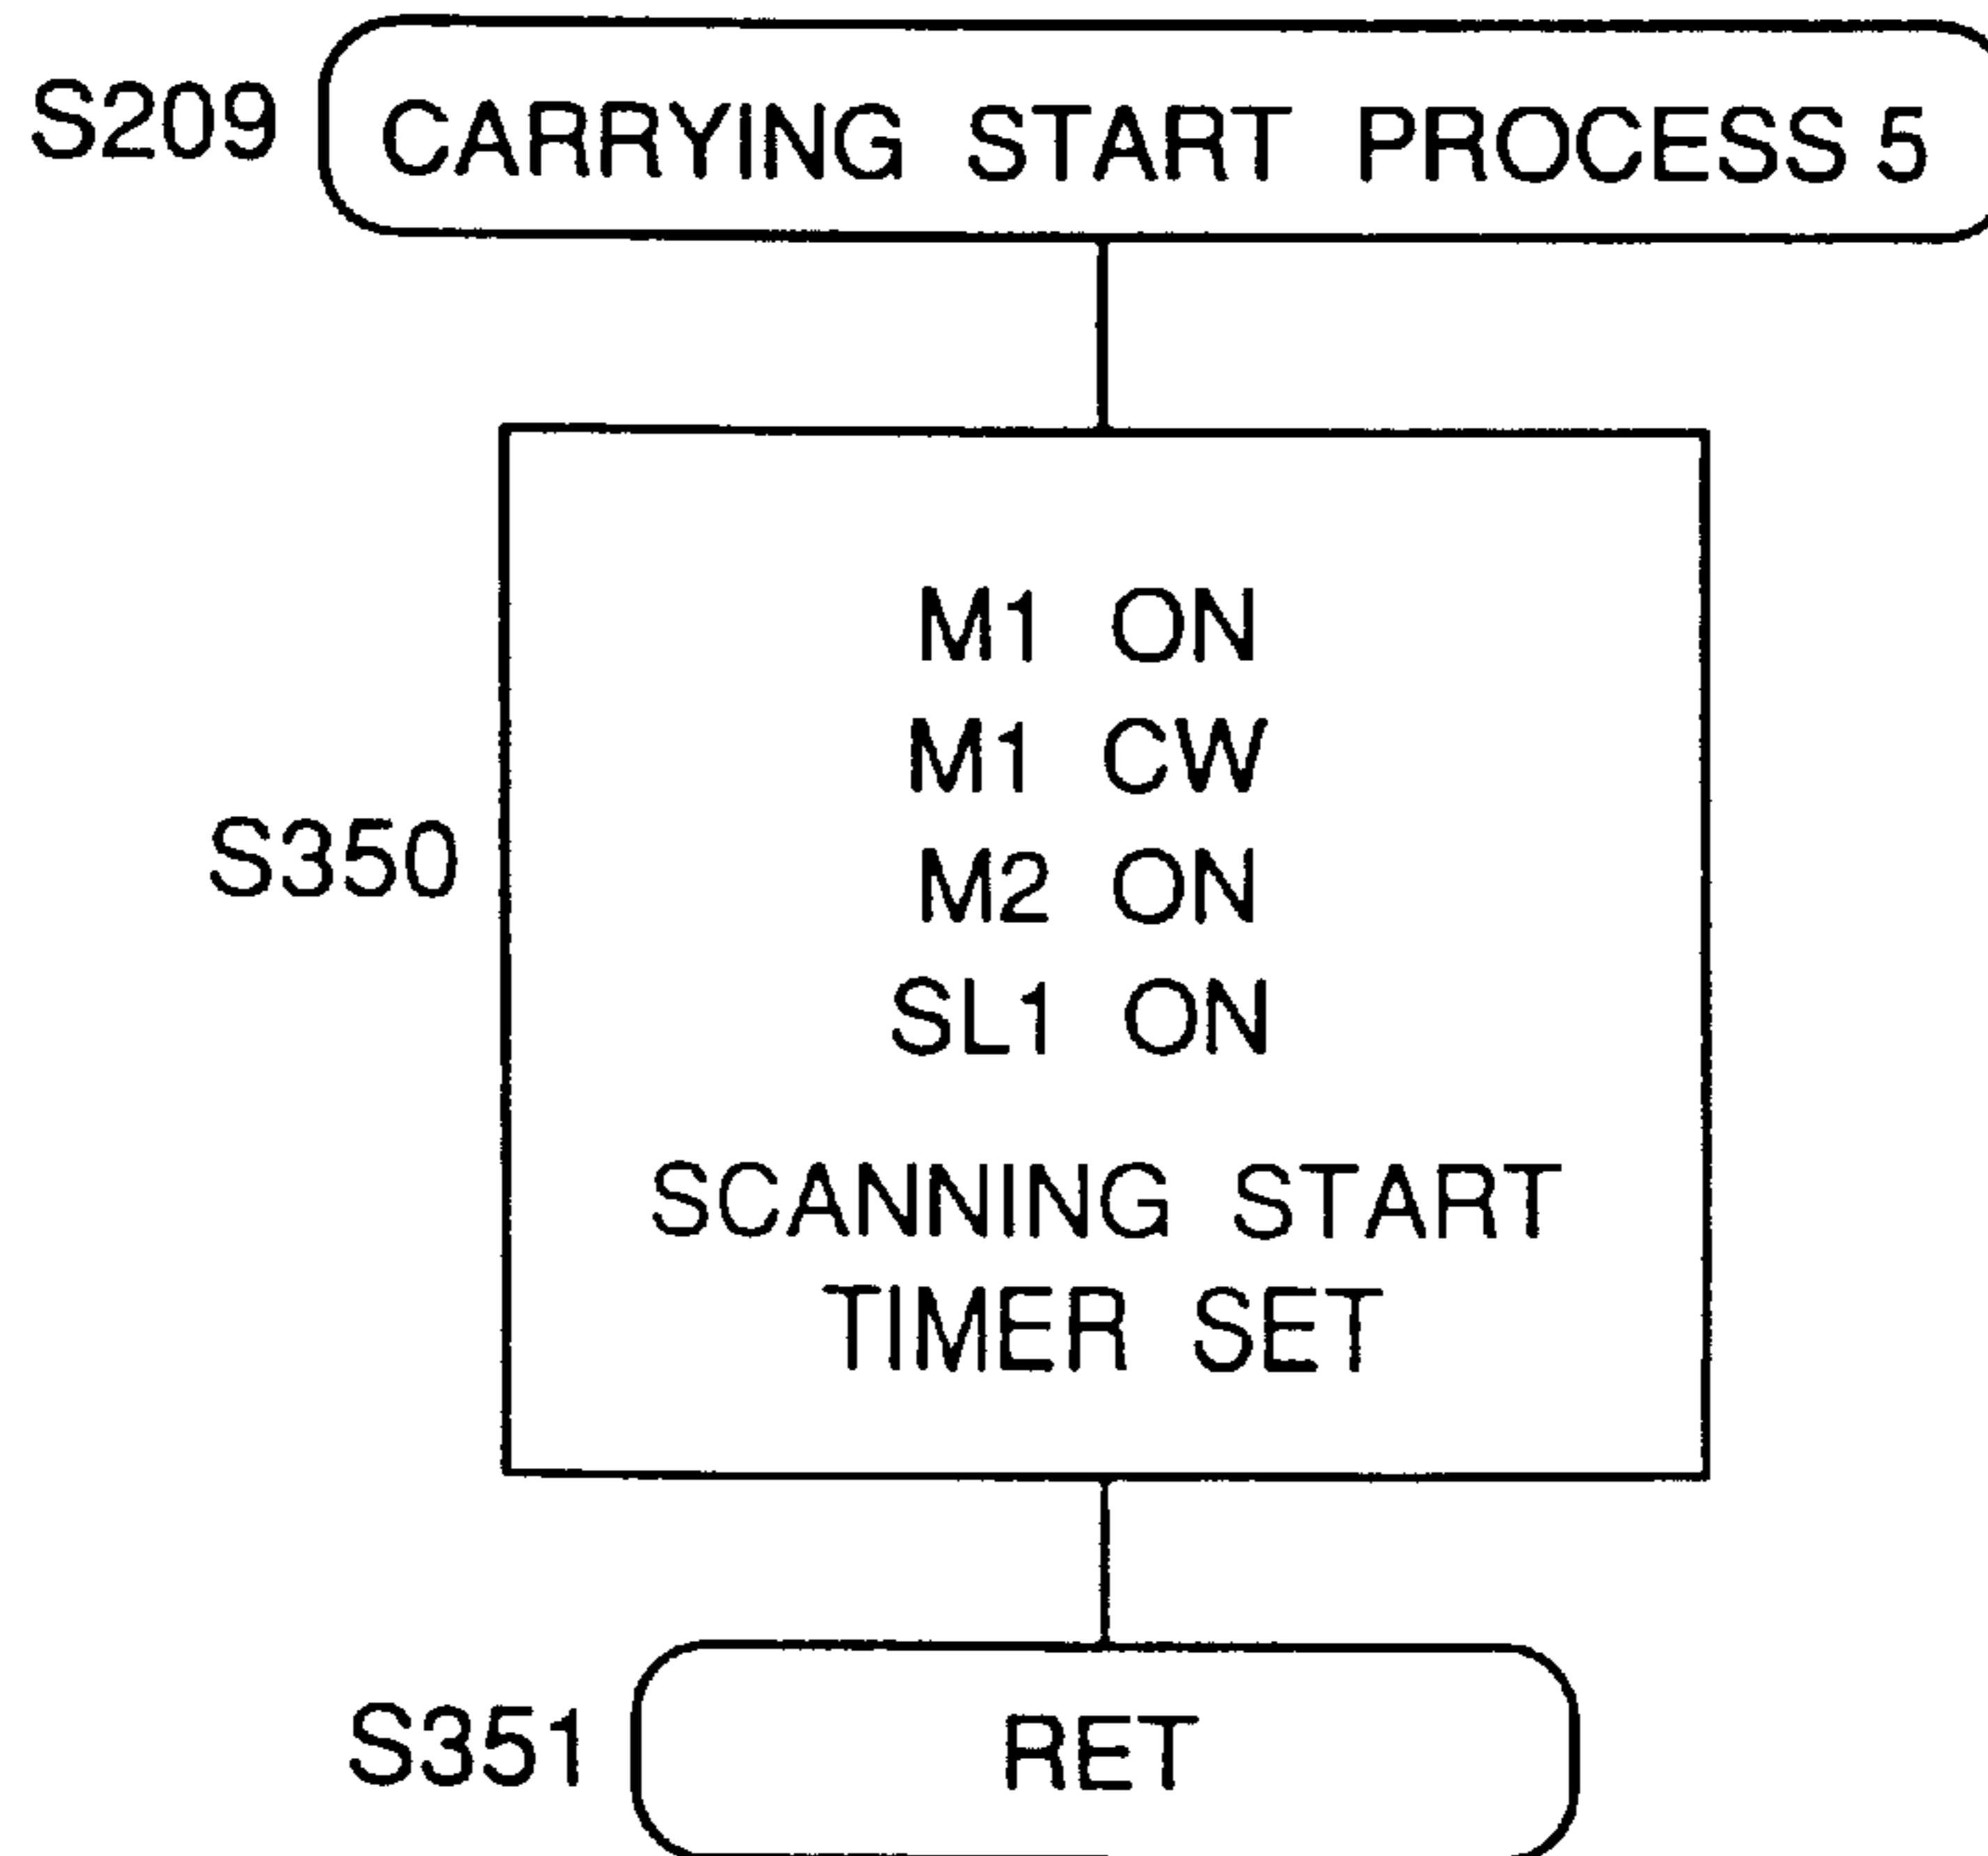 S209 CARRYING START PROCESS 5
M1 ON
M1 CW
S350
M2 ON
SL1 ON
SCANNING START
TIMER SET
S351 RET